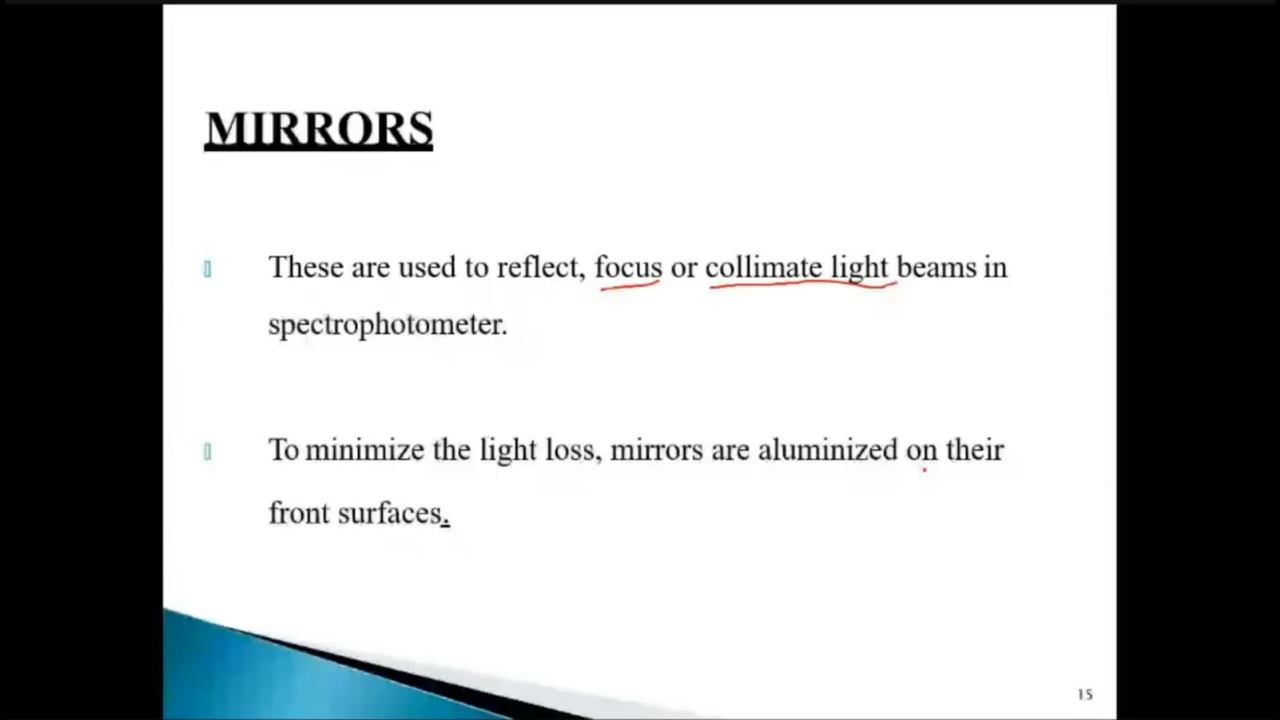 MIRRORS
These are used to reflect, focus or collimate light beams in
spectrophotometer.
To minimize the light loss, mirrors are aluminized on their
front surfaces.
15